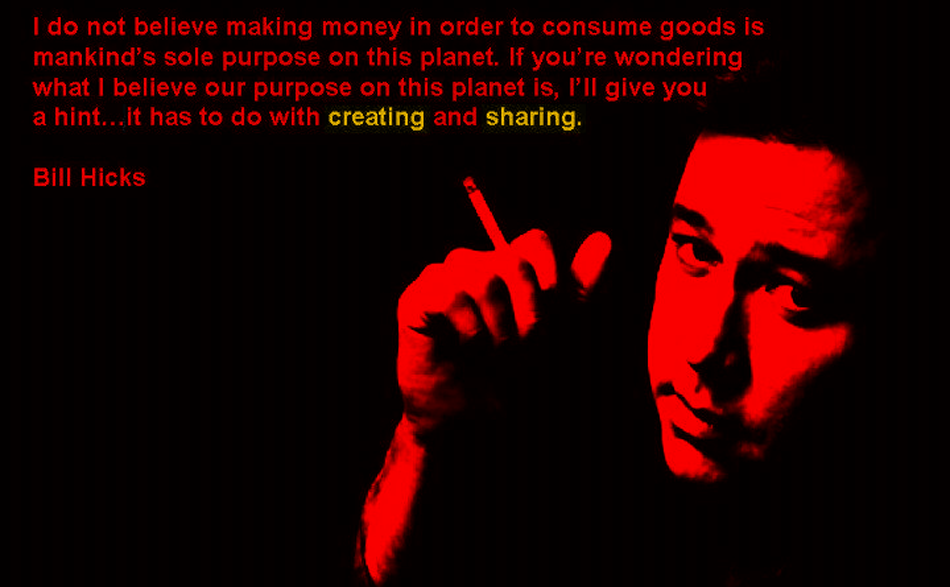 I do not believe making money in order to consume goods is
mankind’s sole purpose on this planet. If you’re wondering
what I believe our purpose on this planet is, I’ll give you
a hint…it has to do with creating and sharing.
Bill Hicks